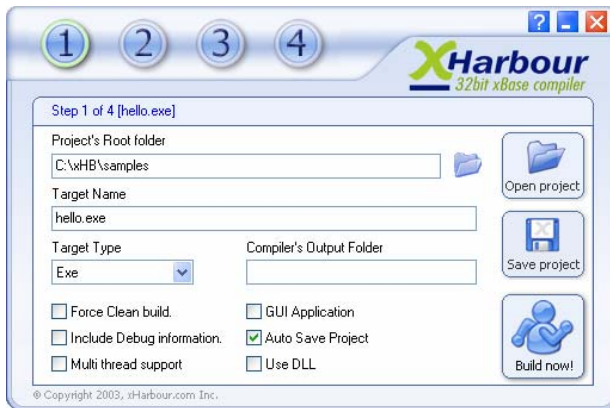 1 2 3 4
?
XHarbour
32bit xBase compiler
Step 1 of 4 [hello.exe]
Project's Root folder
C:\xHB\samples
Open project
Target Name
hello.exe
Target Type
Compiler's Output Folder
Exe
Save project
Force Clean build.
GUI Application
Include Debug information.
Auto Save Project
Multi thread support
Use DLL
Build now!
© Copyright 2003, xHarbour.com Inc.